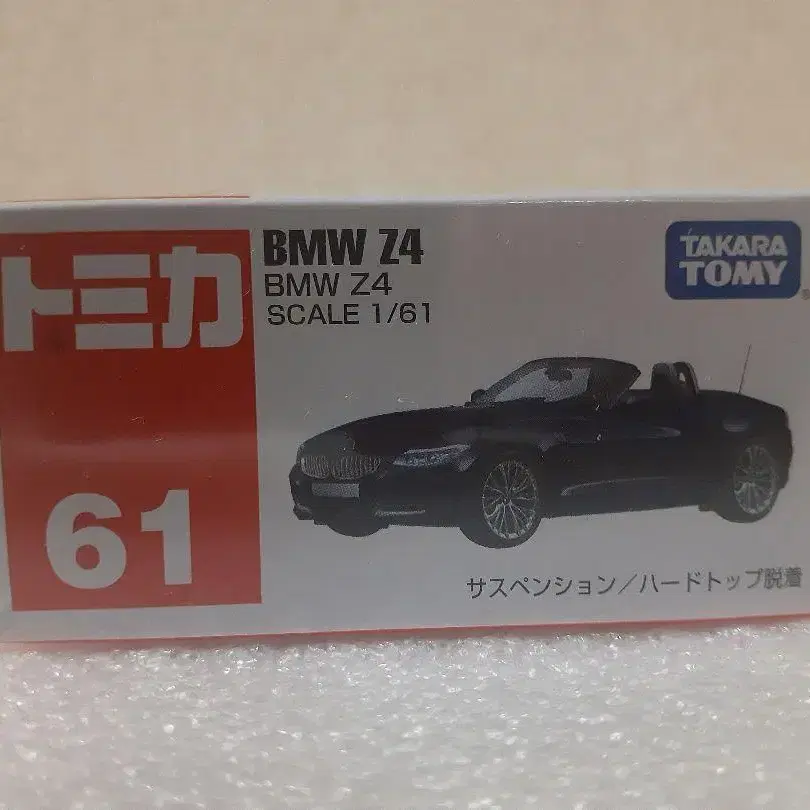 トミカ
61
BMW Z4
BMW Z4
SCALE 1/61
TAKARA
TOMY
®
サスペンション/ハードトップ脱着